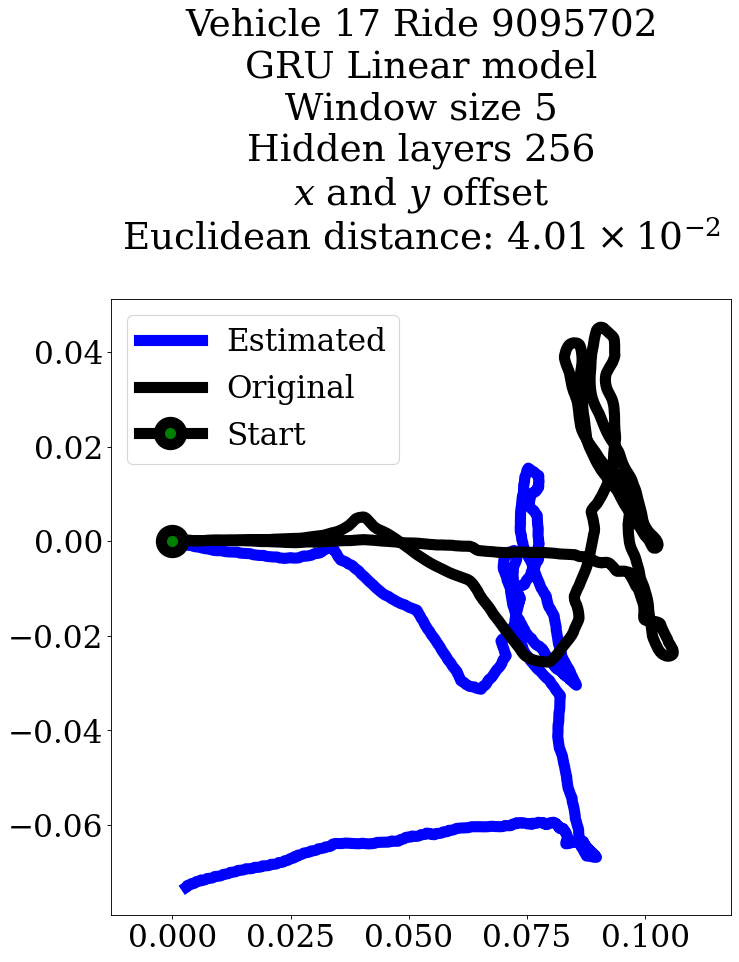 Vehicle 17 Ride 9095702
GRU Linear model
Window size 5
Hidden layers 256
x and y offset
Euclidean distance: 4.01 × 10⁻²
Estimated
Original
Start
0.04
0.02
0.00
−0.02
−0.04
−0.06
0.000 0.025 0.050 0.075 0.100